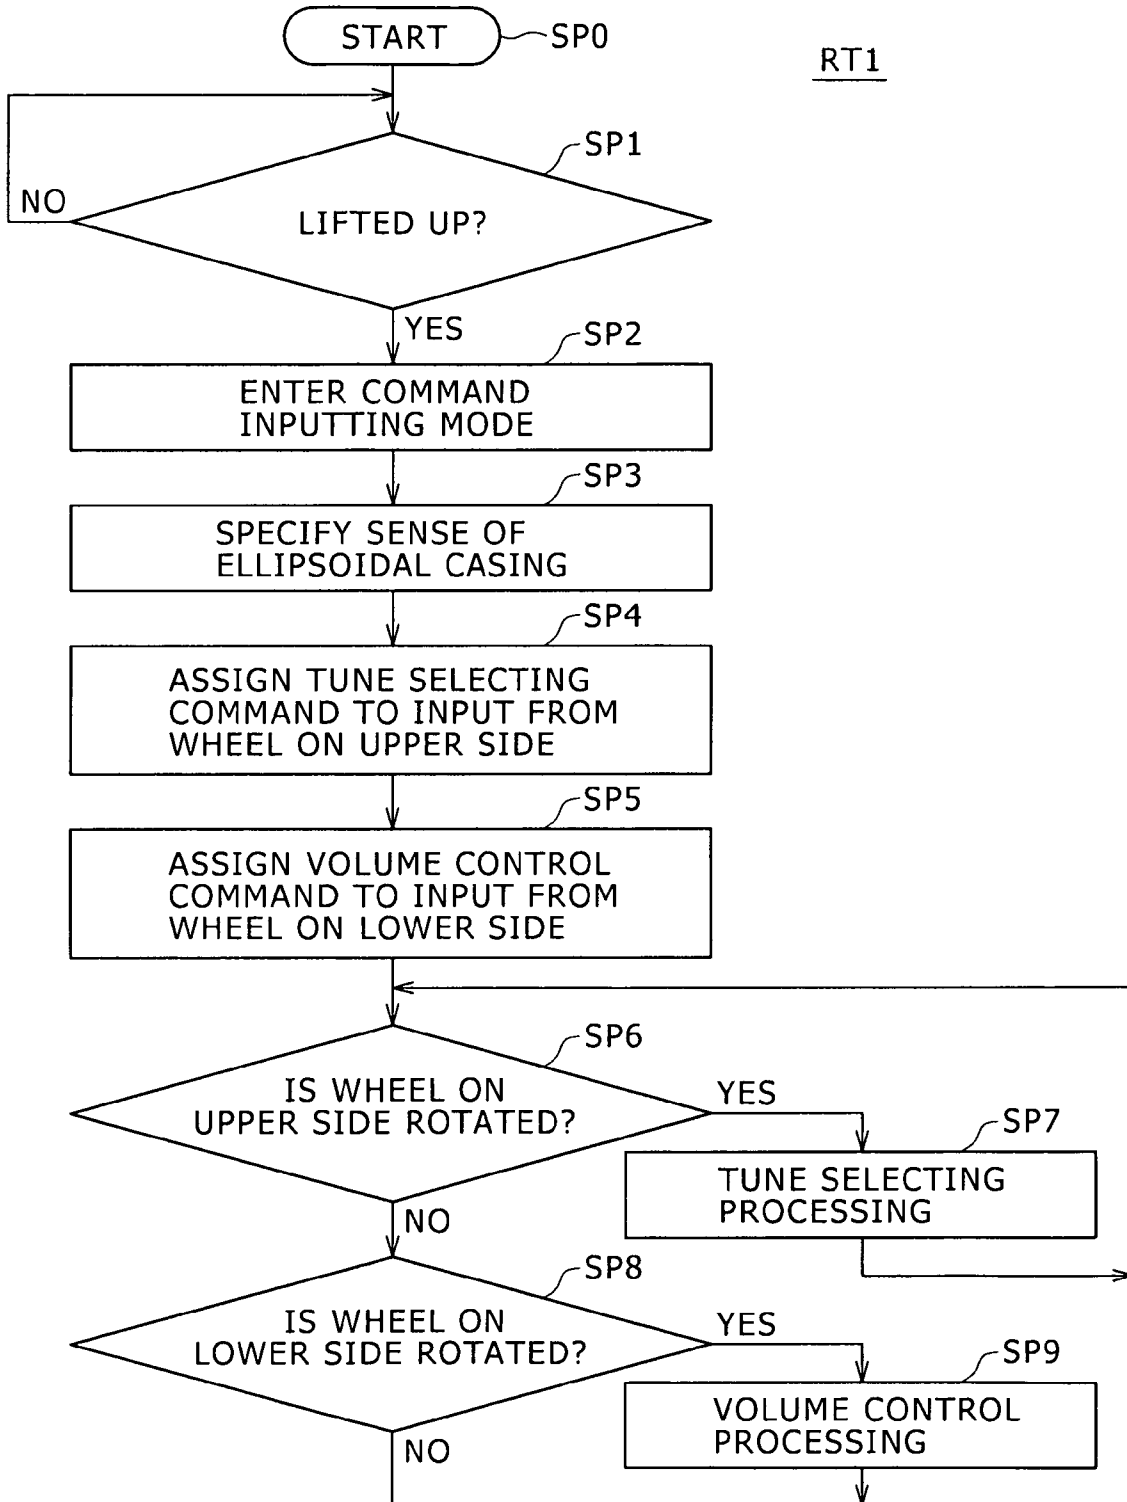 START
SP0
RT1
SP1
NO
LIFTED UP?
YES
SP2
ENTER COMMAND
INPUTTING MODE
SP3
SPECIFY SENSE OF
ELLIPSOIDAL CASING
SP4
ASSIGN TUNE SELECTING
COMMAND TO INPUT FROM
WHEEL ON UPPER SIDE
SP5
ASSIGN VOLUME CONTROL
COMMAND TO INPUT FROM
WHEEL ON LOWER SIDE
SP6
IS WHEEL ON
UPPER SIDE ROTATED?
YES
SP7
TUNE SELECTING
PROCESSING
NO
SP8
IS WHEEL ON
LOWER SIDE ROTATED?
YES
SP9
VOLUME CONTROL
PROCESSING
NO